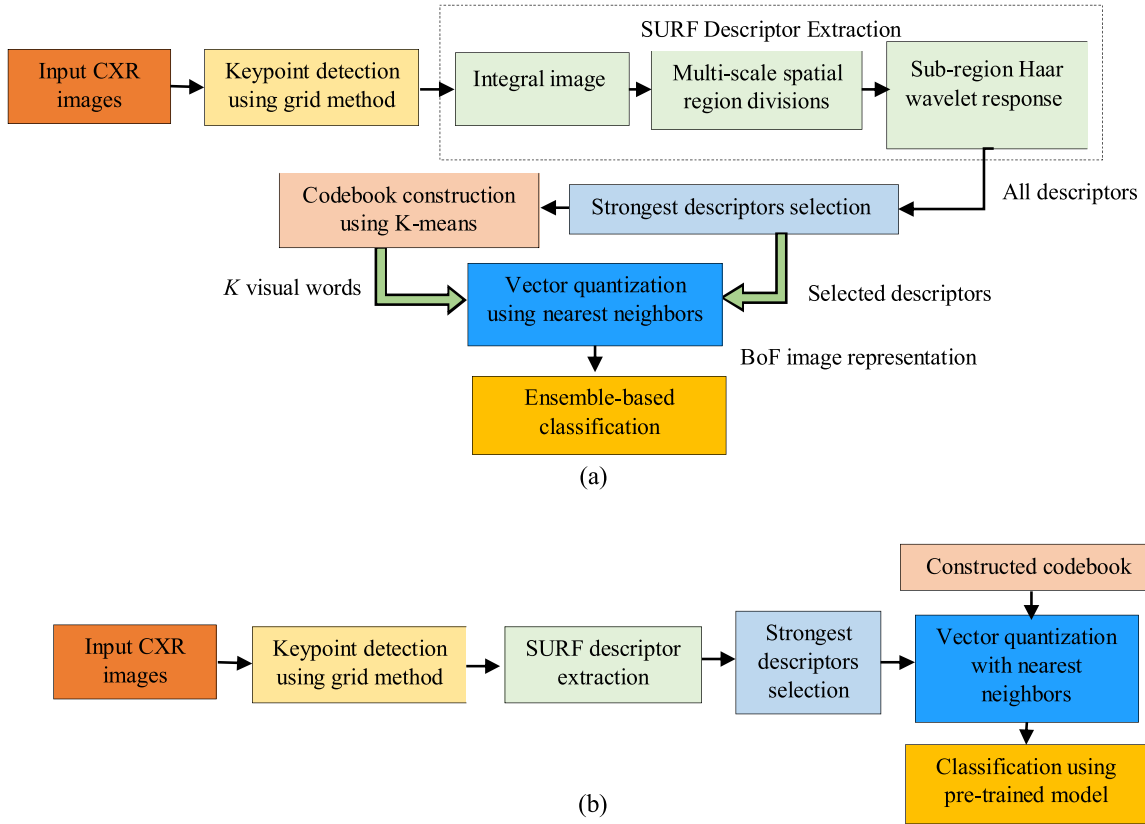 SURF Descriptor Extraction
Input CXR
images
Keypoint detection
using grid method
Integral image
Multi-scale spatial
region divisions
Sub-region Haar
wavelet response
All descriptors
Strongest descriptors selection
Codebook construction
using K-means
K visual words
Vector quantization
using nearest neighbors
Selected descriptors
BoF image representation
Ensemble-based
classification
(a)
Constructed codebook
Input CXR
images
Keypoint detection
using grid method
SURF descriptor
extraction
Strongest
descriptors
selection
Vector quantization
with nearest
neighbors
Classification using
pre-trained model
(b)